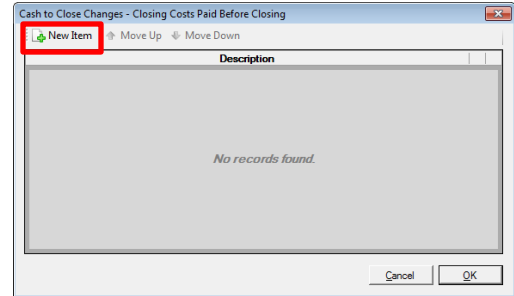 Cash to Close Changes - Closing Costs Paid Before Closing
New Item Move Up Move Down
Description
No records found.
Cancel OK